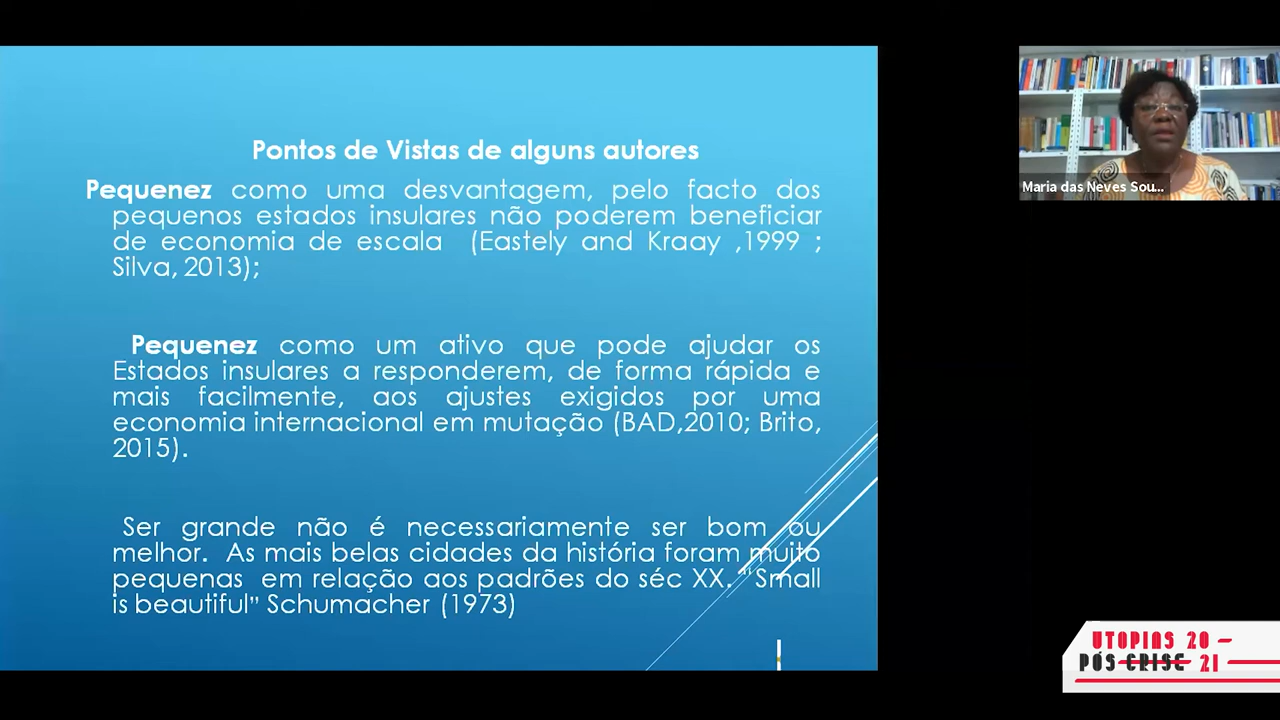 Pontos de Vistas de alguns autores
Pequenez como uma desvantagem, pelo facto dos
pequenos estados insulares não poderem beneficiar
de economia de escala (Eastely and Kraay ,1999 ;
Silva, 2013);
Pequenez como um ativo que pode ajudar os
Estados insulares a responderem, de forma rápida e
mais facilmente, aos ajustes exigidos por uma
economia internacional em mutação (BAD,2010; Brito,
2015).
Ser grande não é necessariamente ser bom ou
melhor. As mais belas cidades da história foram muito
pequenas em relação aos padrões do séc XX. "Small
is beautiful” Schumacher (1973)
Maria das Neves Sou...
UTOPIAS 20
PÓS CRISE 21